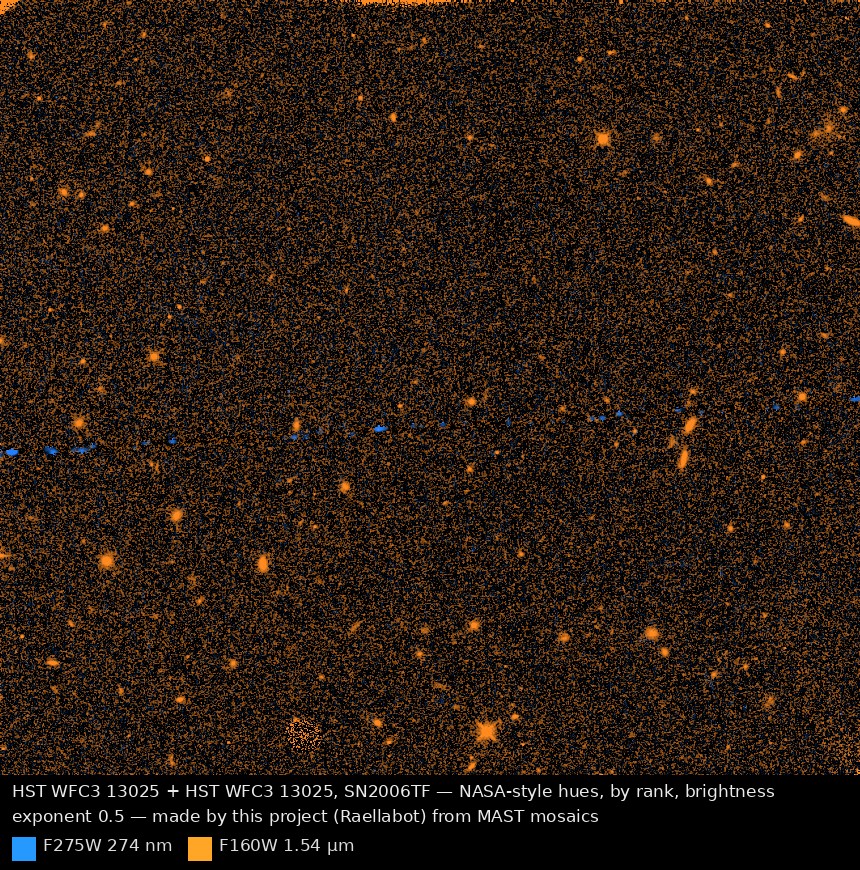 HST WFC3 13025 + HST WFC3 13025, SN2006TF — NASA-style hues, by rank, brightness
exponent 0.5 — made by this project (Raellabot) from MAST mosaics
F275W 274 nm F160W 1.54 µm